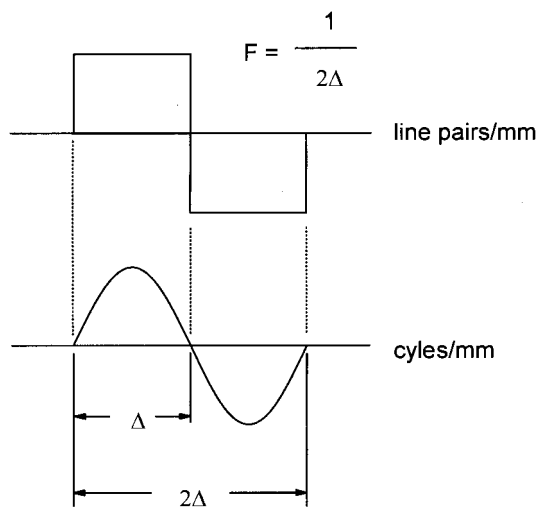 F = 1 / 2Δ
line pairs/mm
cyles/mm
Δ
2Δ